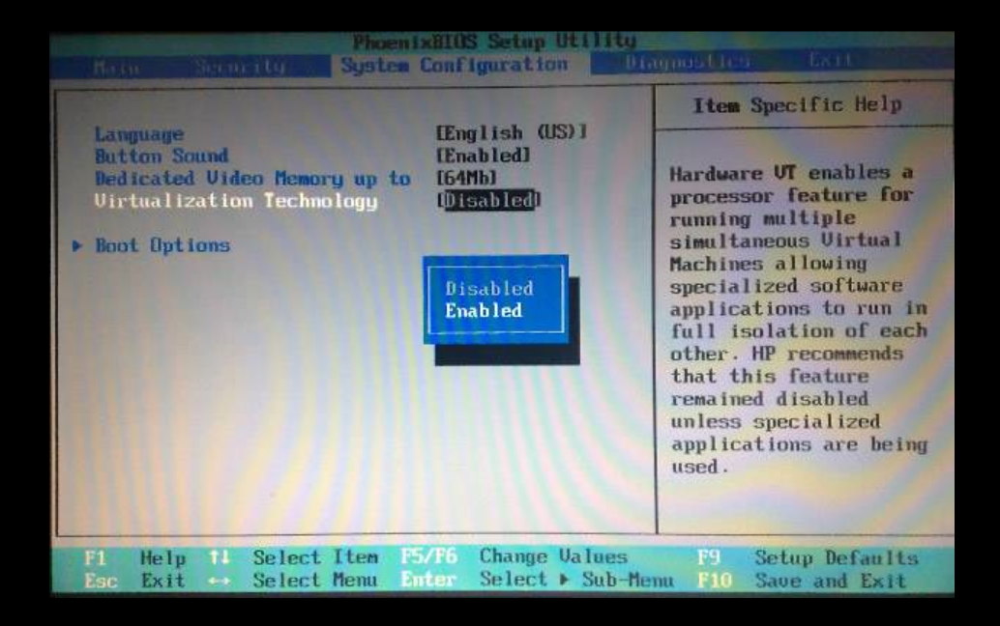 PhoenixBIOS Setup Utility
Main Security System Configuration Diagnostics Exit
Item Specific Help
Language [English (US)]
Button Sound [Enabled]
Dedicated Video Memory up to [64Mb]
Virtualization Technology [Disabled]
▶ Boot Options
Disabled
Enabled
Hardware VT enables a
processor feature for
running multiple
simultaneous Virtual
Machines allowing
specialized software
applications to run in
full isolation of each
other. HP recommends
that this feature
remained disabled
unless specialized
applications are being
used.
F1 Help ↑↓ Select Item F5/F6 Change Values F9 Setup Defaults
Esc Exit ↔ Select Menu Enter Select ▶ Sub-Menu F10 Save and Exit